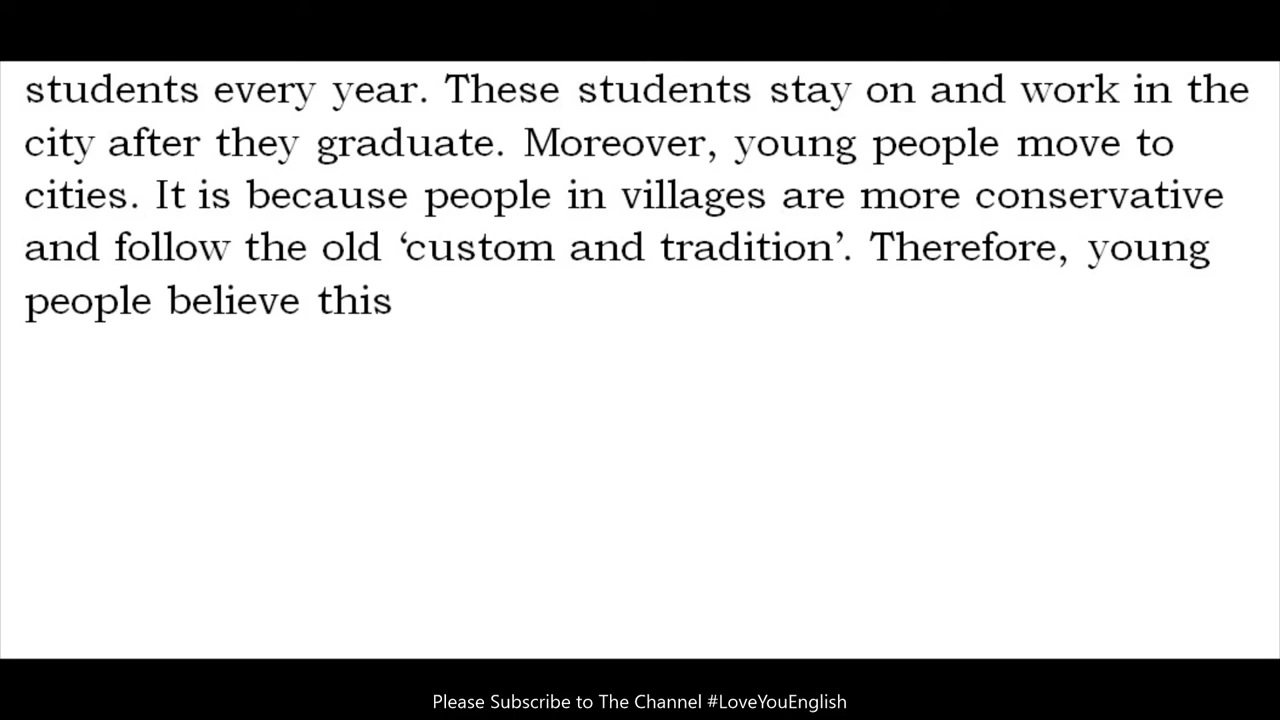 students every year. These students stay on and work in the
city after they graduate. Moreover, young people move to
cities. It is because people in villages are more conservative
and follow the old ‘custom and tradition’. Therefore, young
people believe this
Please Subscribe to The Channel #LoveYouEnglish